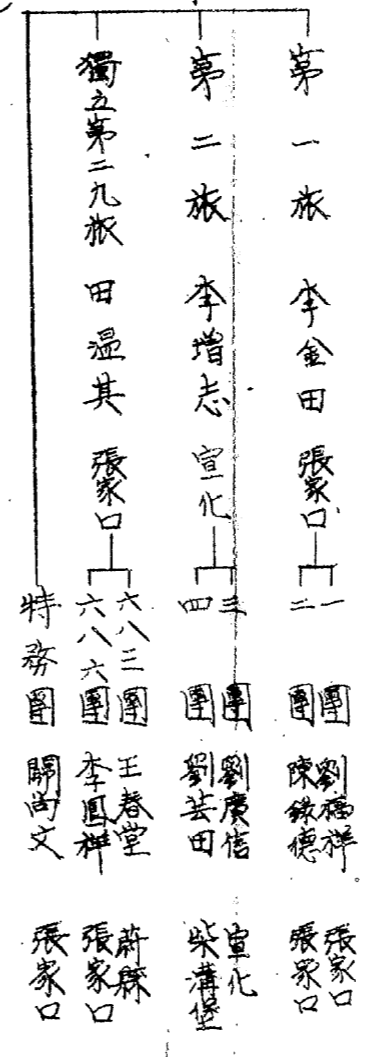 第一旅 李金田 張家口
一團 劉福祥 張家口
二團 陳錄德 張家口
第二旅 李增志 宣化
三團 劉廣信 宣化
四團 劉芸田 柴溝堡
獨立第二九旅 田溫其 張家口
六八三團 王春堂 蔚縣
六八六團 李鳳祥 張家口
特務團 關尚文 張家口